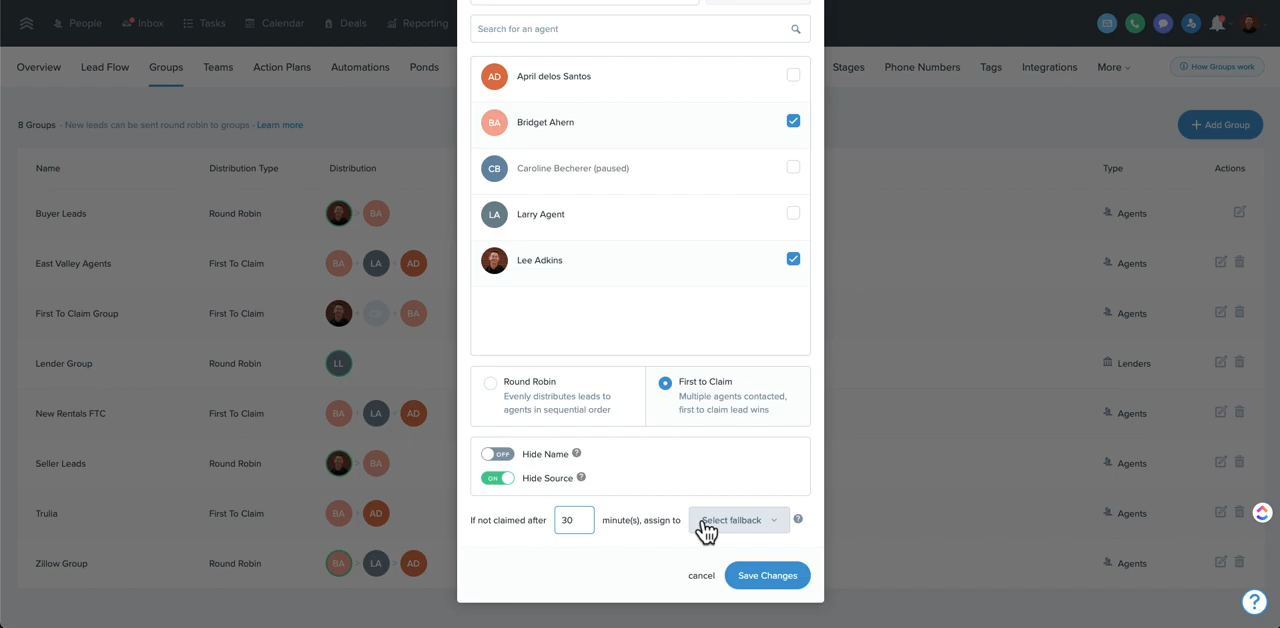 People
Inbox
Tasks
Calendar
Deals
Reporting
Overview
Lead Flow
Groups
Teams
Action Plans
Automations
Ponds
Stages
Phone Numbers
Tags
Integrations
More
How Groups work
8 Groups - New leads can be sent round robin to groups - Learn more
+ Add Group
Name
Distribution Type
Distribution
Type
Actions
Buyer Leads
Round Robin
BA
Agents
East Valley Agents
First To Claim
BA
LA
AD
Agents
First To Claim Group
First To Claim
CB
BA
Agents
Lender Group
Round Robin
LL
Lenders
New Rentals FTC
First To Claim
BA
LA
AD
Agents
Seller Leads
Round Robin
BA
Agents
Trulia
First To Claim
BA
AD
Agents
Zillow Group
Round Robin
BA
LA
AD
Agents
Search for an agent
AD
April delos Santos
BA
Bridget Ahern
CB
Caroline Becherer (paused)
LA
Larry Agent
Lee Adkins
Round Robin
Evenly distributes leads to
agents in sequential order
First to Claim
Multiple agents contacted,
first to claim lead wins
OFF
Hide Name ?
ON
Hide Source ?
If not claimed after 30 minute(s), assign to Select fallback ?
cancel
Save Changes
?